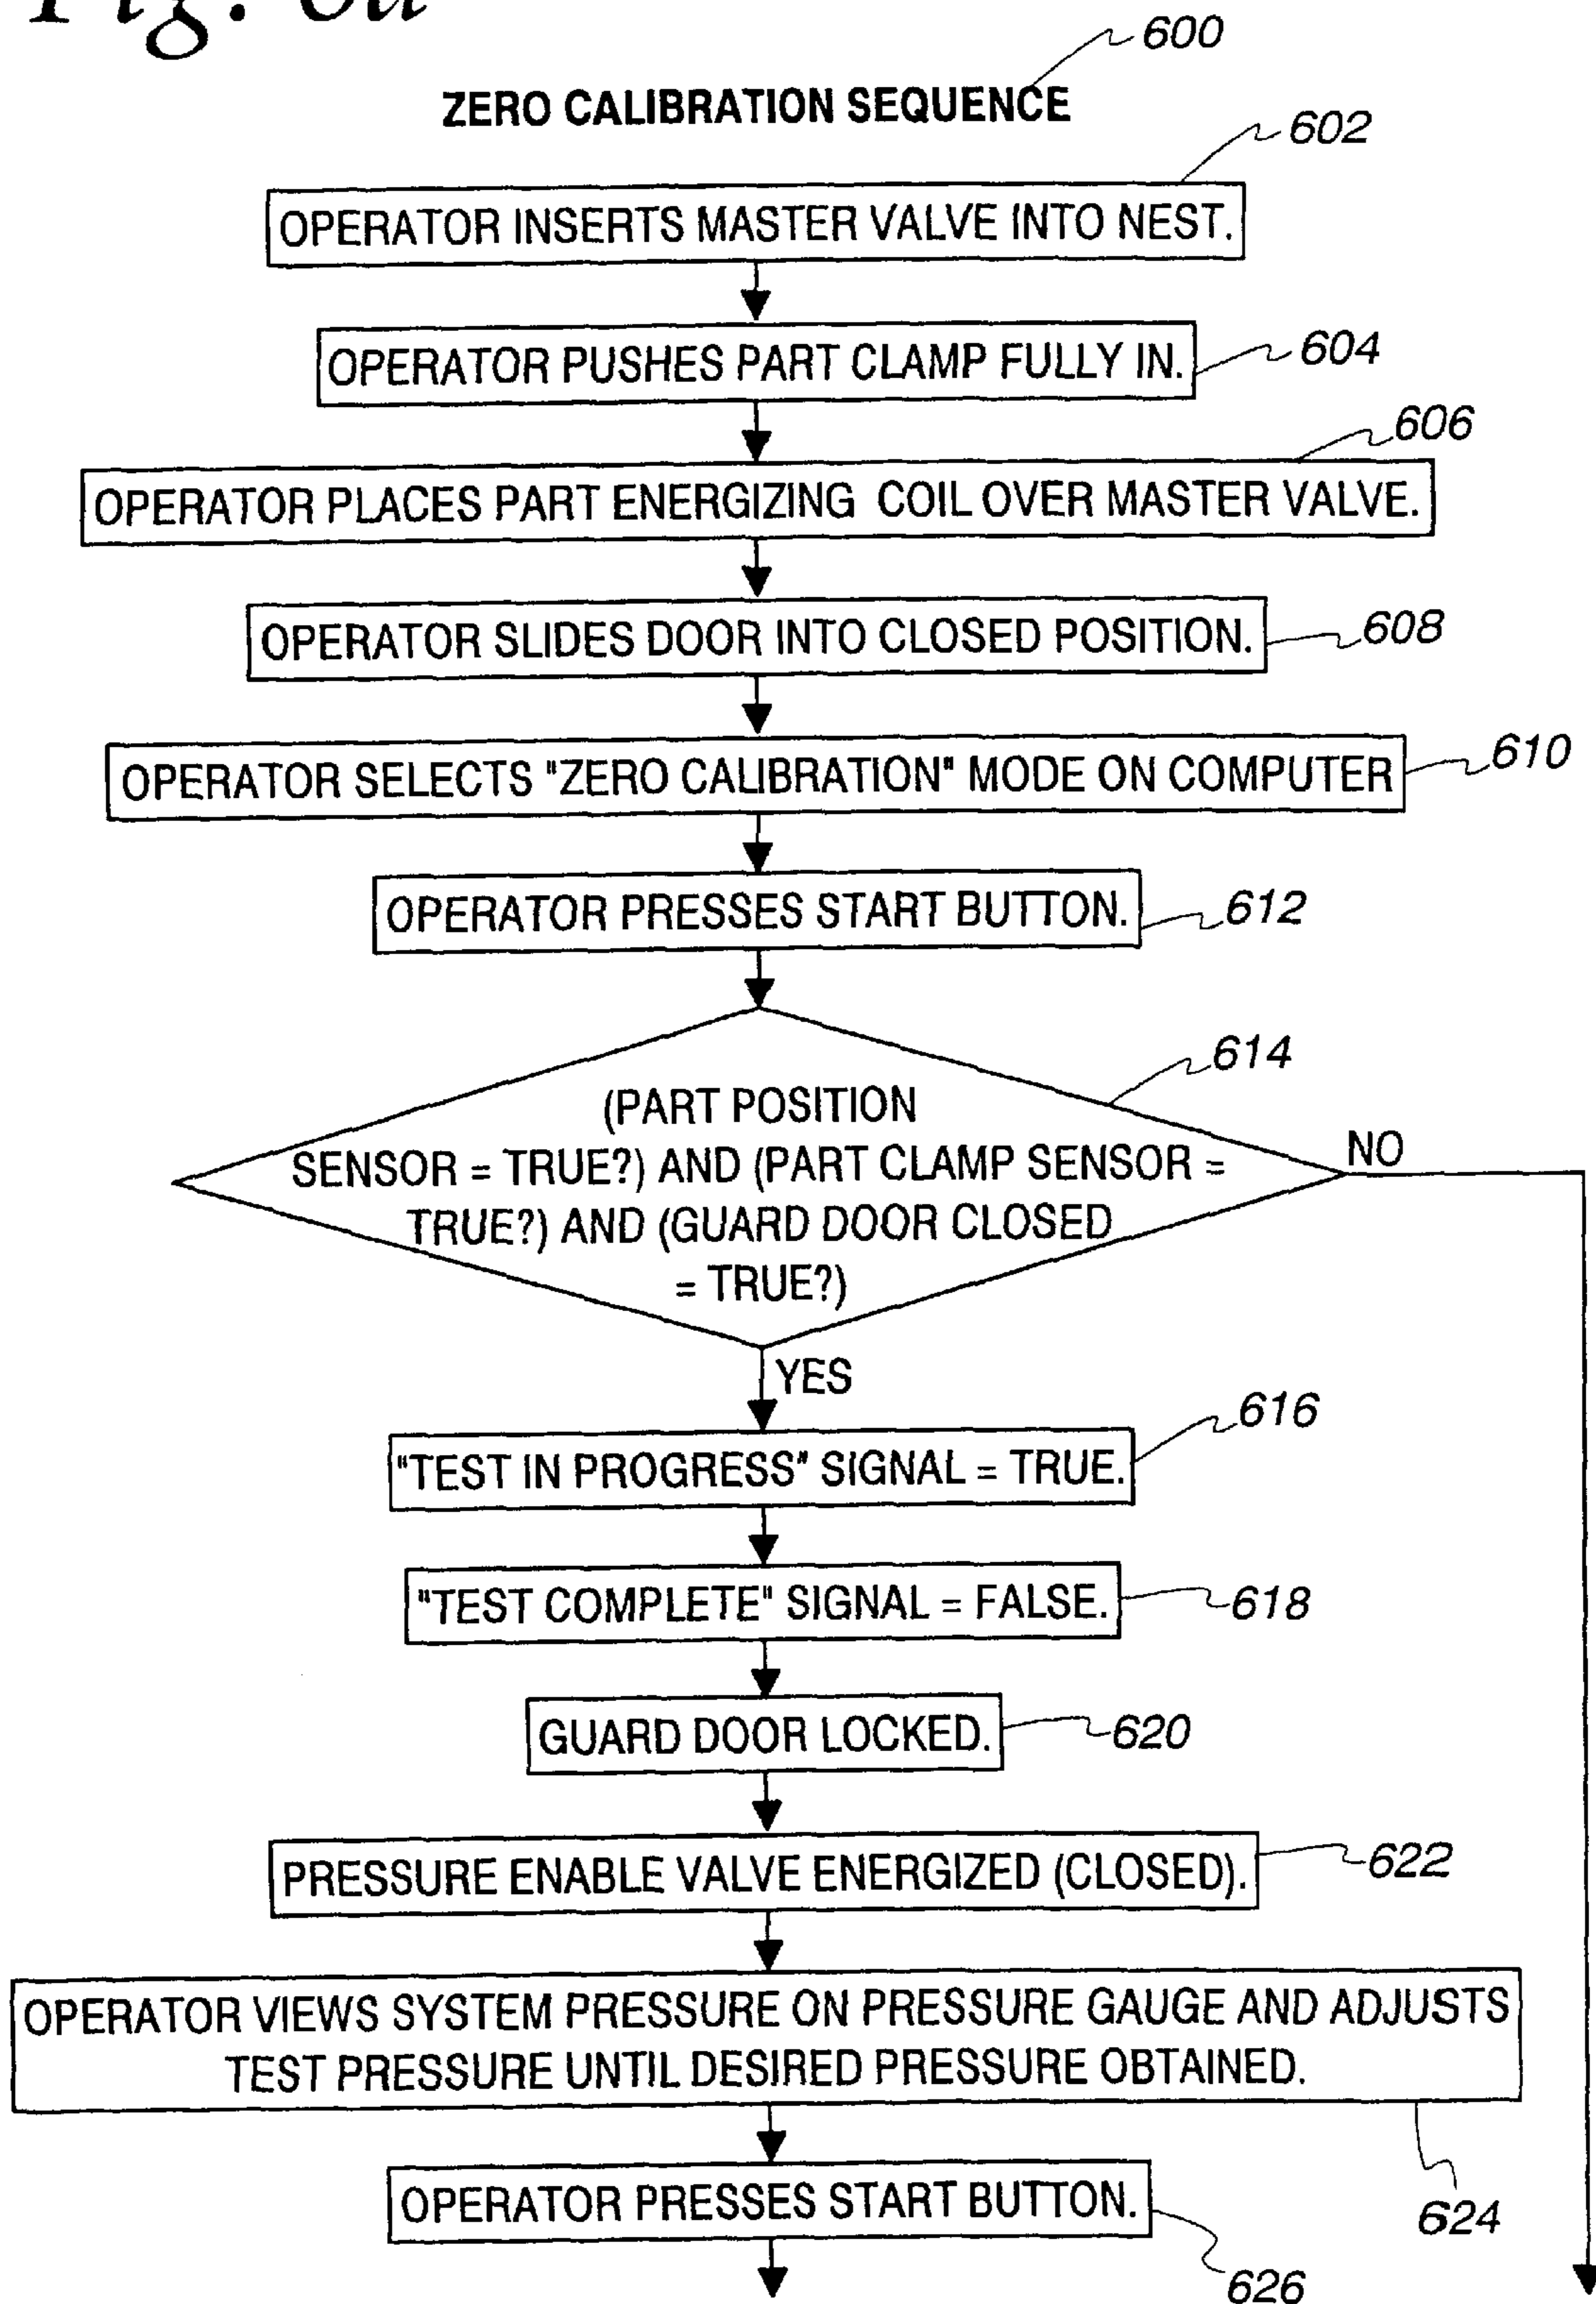 Fig. 6a
600
ZERO CALIBRATION SEQUENCE
602
OPERATOR INSERTS MASTER VALVE INTO NEST.
OPERATOR PUSHES PART CLAMP FULLY IN.
604
606
OPERATOR PLACES PART ENERGIZING COIL OVER MASTER VALVE.
OPERATOR SLIDES DOOR INTO CLOSED POSITION.
608
OPERATOR SELECTS "ZERO CALIBRATION" MODE ON COMPUTER
610
OPERATOR PRESSES START BUTTON.
612
614
(PART POSITION
SENSOR = TRUE?) AND (PART CLAMP SENSOR =
TRUE?) AND (GUARD DOOR CLOSED
= TRUE?)
NO
YES
616
"TEST IN PROGRESS" SIGNAL = TRUE.
"TEST COMPLETE" SIGNAL = FALSE.
618
GUARD DOOR LOCKED.
620
PRESSURE ENABLE VALVE ENERGIZED (CLOSED).
622
OPERATOR VIEWS SYSTEM PRESSURE ON PRESSURE GAUGE AND ADJUSTS
TEST PRESSURE UNTIL DESIRED PRESSURE OBTAINED.
624
OPERATOR PRESSES START BUTTON.
626